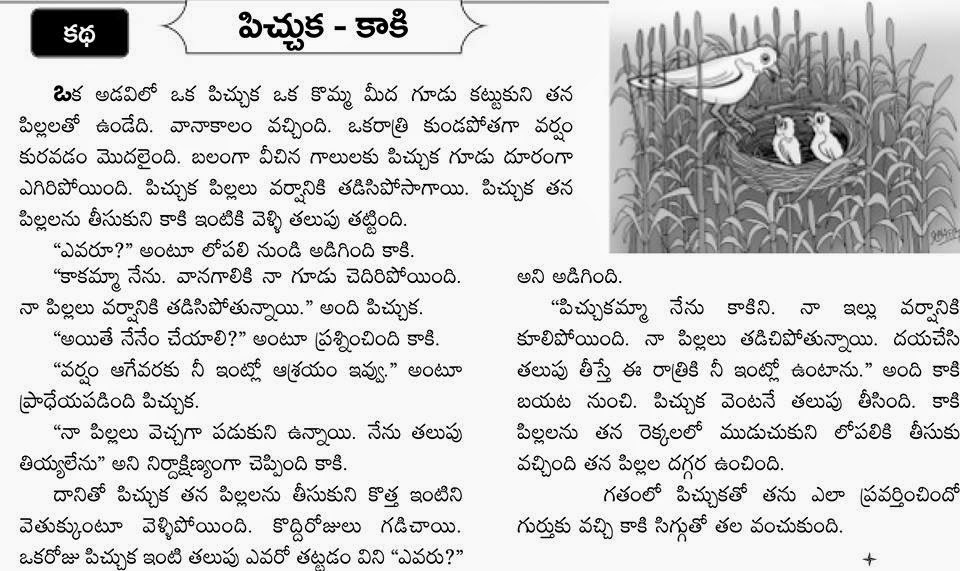 కథ
పిచ్చుక - కాకి
ఒక అడవిలో ఒక పిచ్చుక ఒక కొమ్మ మీద గూడు కట్టుకుని తన
పిల్లలతో ఉండేది. వానాకాలం వచ్చింది. ఒకరాత్రి కుండపోతగా వర్షం
కురవడం మొదలైంది. బలంగా వీచిన గాలులకు పిచ్చుక గూడు దూరంగా
ఎగిరిపోయింది. పిచ్చుక పిల్లలు వర్షానికి తడిసిపోసాగాయి. పిచ్చుక తన
పిల్లలను తీసుకుని కాకి ఇంటికి వెళ్ళి తలుపు తట్టింది.
“ఎవరూ?” అంటూ లోపలి నుండి అడిగింది కాకి.
“కాకమ్మా నేను. వానగాలికి నా గూడు చెదిరిపోయింది.
నా పిల్లలు వర్షానికి తడిసిపోతున్నాయి.” అంది పిచ్చుక.
“అయితే నేనేం చేయాలి?” అంటూ ప్రశ్నించింది కాకి.
“వర్షం ఆగేవరకు నీ ఇంట్లో ఆశ్రయం ఇవ్వు.” అంటూ
ప్రాధేయపడింది పిచ్చుక.
“నా పిల్లలు వెచ్చగా పడుకుని ఉన్నాయి. నేను తలుపు
తియ్యలేను” అని నిర్దాక్షిణ్యంగా చెప్పింది కాకి.
దానితో పిచ్చుక తన పిల్లలను తీసుకుని కొత్త ఇంటిని
వెతుక్కుంటూ వెళ్ళిపోయింది. కొద్దిరోజులు గడిచాయి.
ఒకరోజు పిచ్చుక ఇంటి తలుపు ఎవరో తట్టడం విని “ఎవరు?”
అని అడిగింది.
“పిచ్చుకమ్మా నేను కాకిని. నా ఇల్లు వర్షానికి
కూలిపోయింది. నా పిల్లలు తడిచిపోతున్నాయి. దయచేసి
తలుపు తీస్తే ఈ రాత్రికి నీ ఇంట్లో ఉంటాను.” అంది కాకి
బయట నుంచి. పిచ్చుక వెంటనే తలుపు తీసింది. కాకి
పిల్లలను తన రెక్కలలో ముడుచుకుని లోపలికి తీసుకు
వచ్చింది తన పిల్లల దగ్గర ఉంచింది.
గతంలో పిచ్చుకతో తను ఎలా ప్రవర్తించిందో
గుర్తుకు వచ్చి కాకి సిగ్గుతో తల వంచుకుంది.